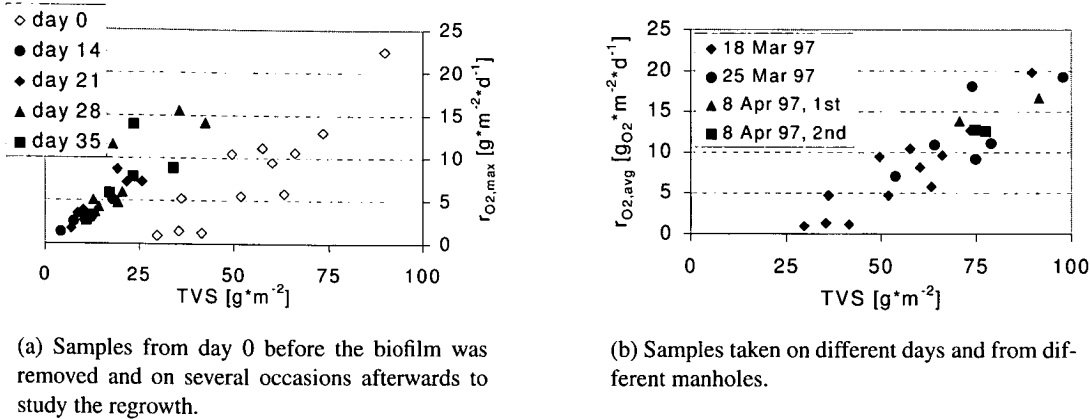 day 0
day 14
day 21
day 28
day 35
25
20
15
10
5
0
r_O2,max [g*m^-2*d^-1]
0
25
50
75
100
TVS [g*m^-2]
(a) Samples from day 0 before the biofilm was
removed and on several occasions afterwards to
study the regrowth.
r_O2,avg [g_O2*m^-2*d^-1]
25
20
15
10
5
0
18 Mar 97
25 Mar 97
8 Apr 97, 1st
8 Apr 97, 2nd
0
25
50
75
100
TVS [g*m^-2]
(b) Samples taken on different days and from dif-
ferent manholes.